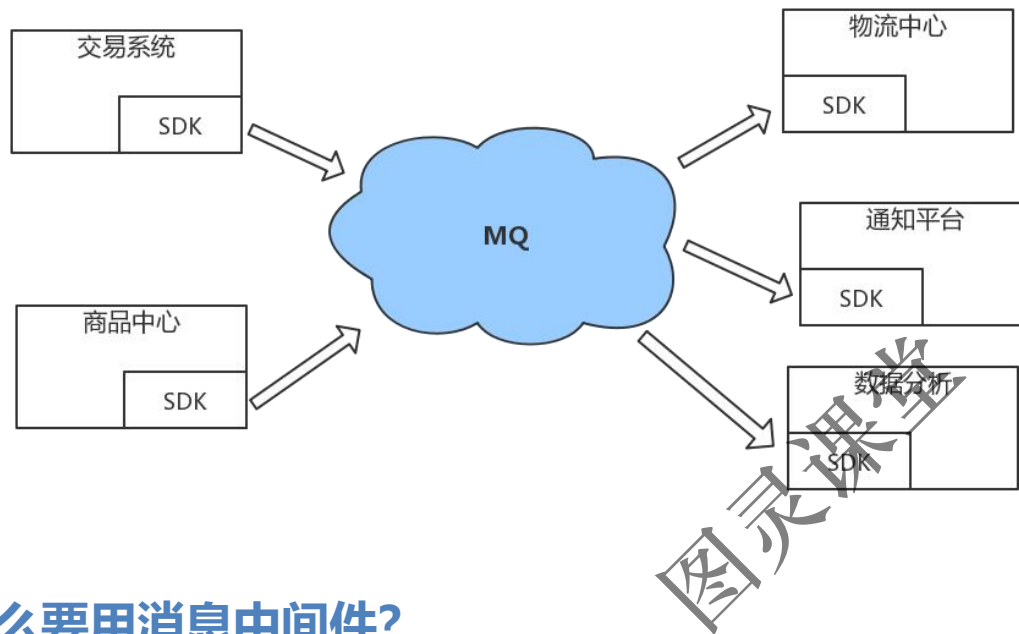 交易系统
SDK
商品中心
SDK
MQ
物流中心
SDK
通知平台
SDK
数据分析
SDK
图灵课堂
么要用消息中间件?